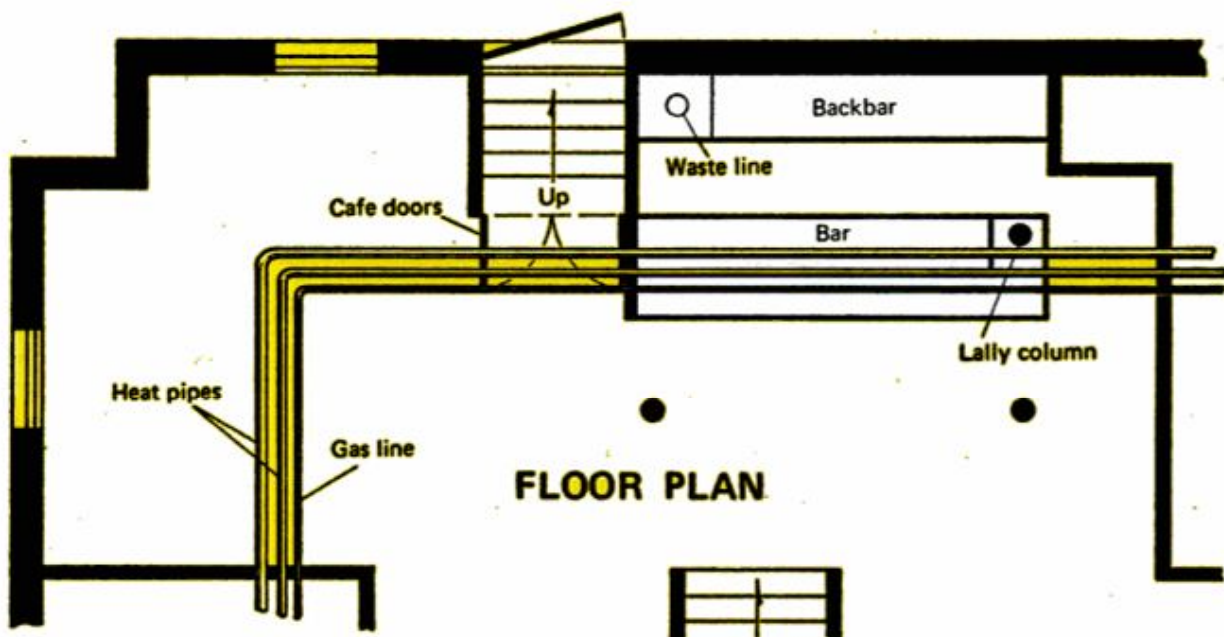 Backbar
Waste line
Up
Cafe doors
Bar
Lally column
Heat pipes
Gas line
FLOOR PLAN